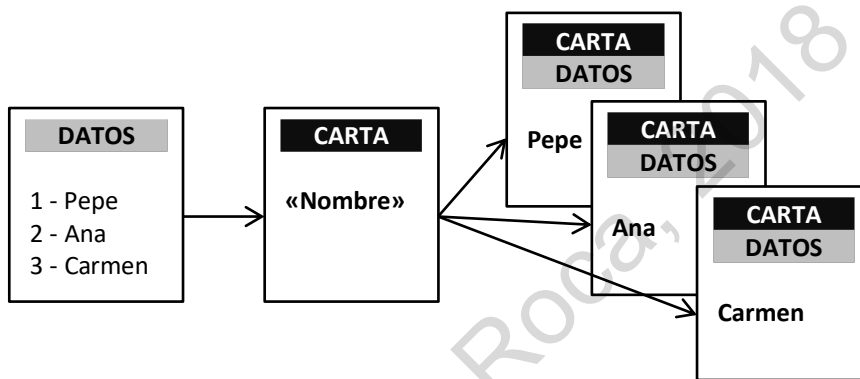 DATOS
1 - Pepe
2 - Ana
3 - Carmen
CARTA
«Nombre»
CARTA
DATOS
Pepe
CARTA
DATOS
Ana
CARTA
DATOS
Carmen
Roca, 2018